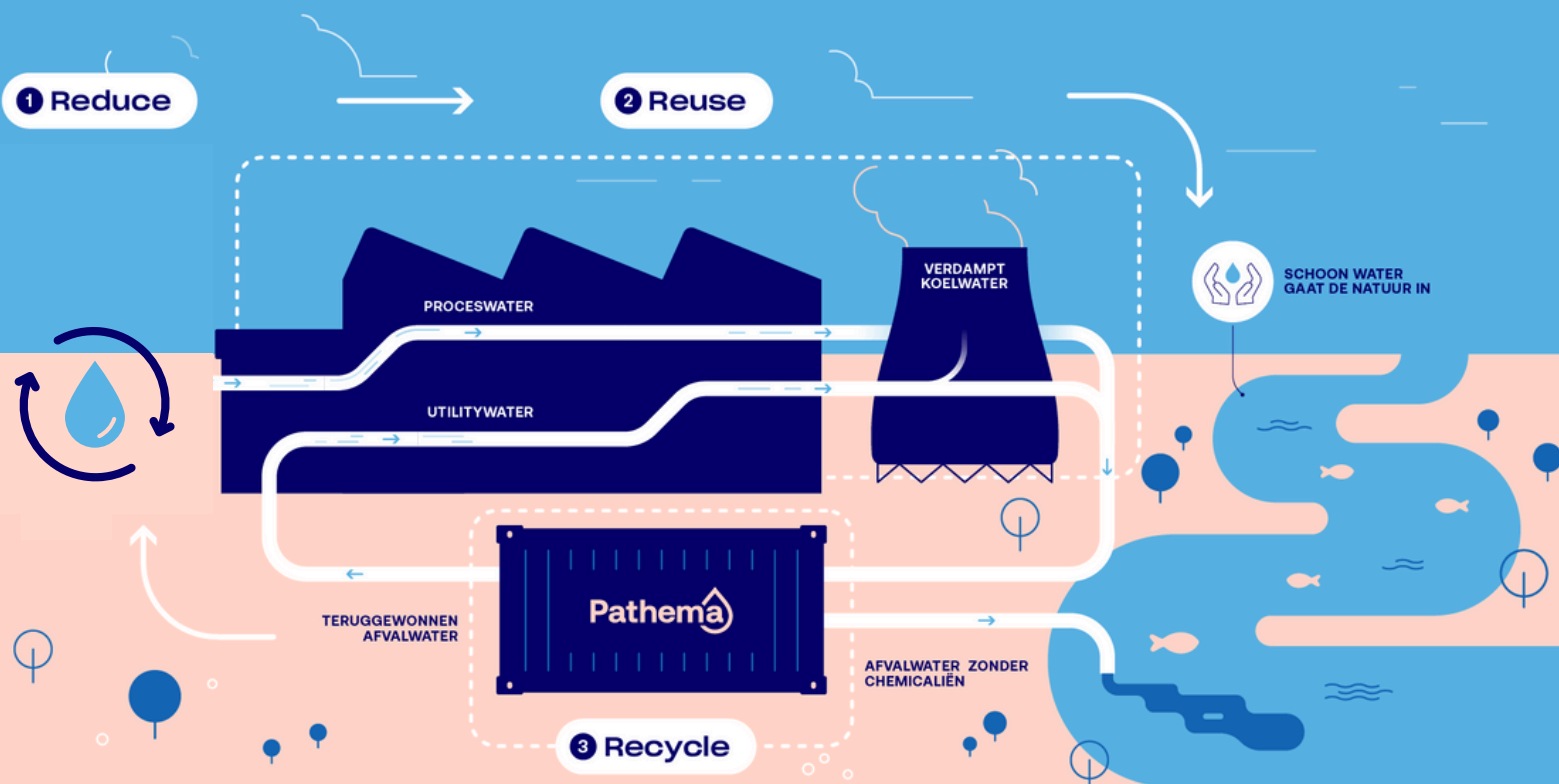 1 Reduce
2 Reuse
VERDAMPT
KOELWATER
SCHOON WATER
GAAT DE NATUUR IN
PROCESWATER
UTILITYWATER
Pathema
TERUGGEWONNEN
AFVALWATER
AFVALWATER ZONDER
CHEMICALIËN
3 Recycle